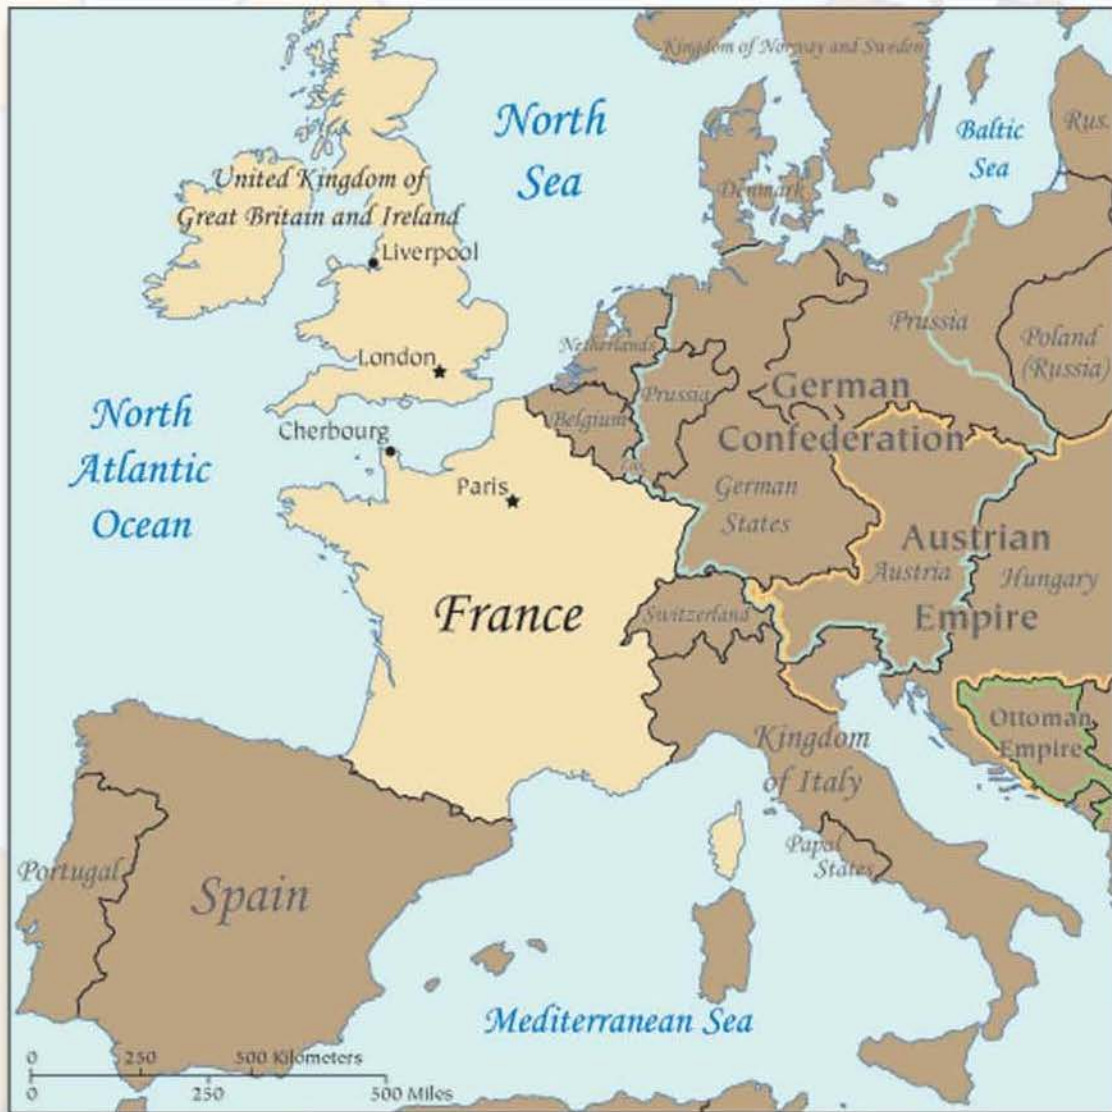 Kingdom of Norway and Sweden
North
Sea
Baltic
Sea
Rus.
United Kingdom of
Great Britain and Ireland
Denmark
Liverpool
Netherlands
Prussia
Poland
(Russia)
London
Prussia
German
Confederation
Belgium
North
Atlantic
Ocean
Cherbourg
Lux.
Paris
German
States
Austrian
Empire
Austria
Hungary
France
Switzerland
Ottoman
Empire
Kingdom
of Italy
Papal
States
Portugal
Spain
Mediterranean Sea
0 250 500 Kilometers
0 250 500 Miles